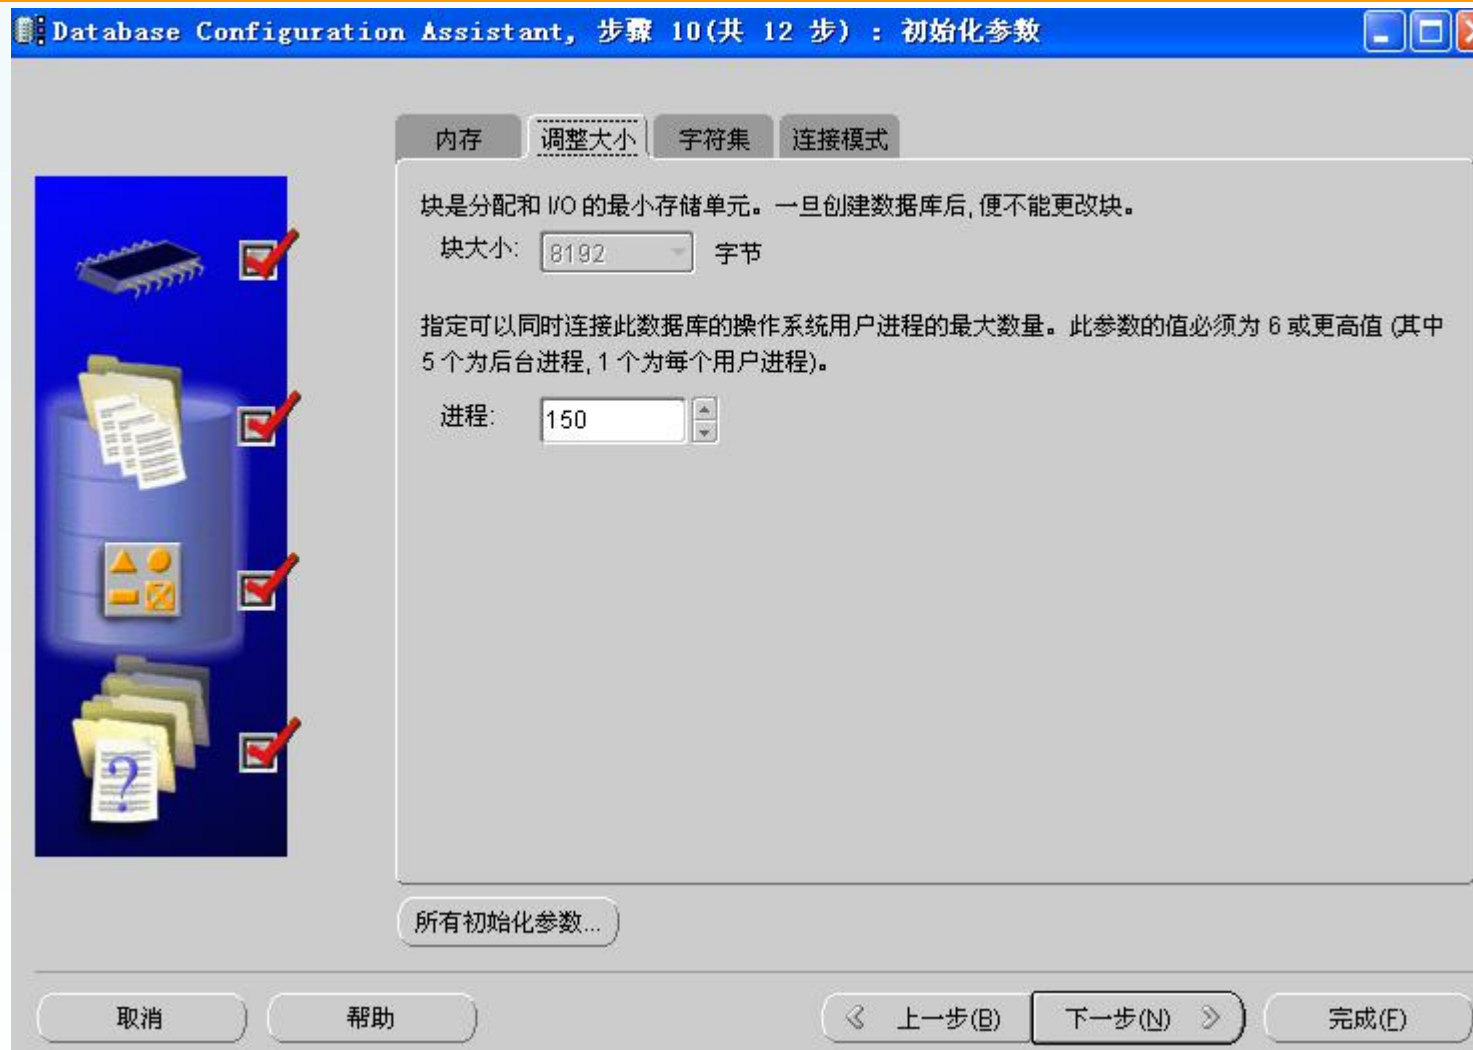 Database Configuration Assistant, 步骤 10(共 12 步) : 初始化参数
内存 调整大小 字符集 连接模式
块是分配和 I/O 的最小存储单元。一旦创建数据库后, 便不能更改块。
块大小: 8192 字节
指定可以同时连接此数据库的操作系统用户进程的最大数量。此参数的值必须为 6 或更高值 (其中
5 个为后台进程, 1 个为每个用户进程)。
进程: 150
?
所有初始化参数...
取消 帮助 上一步(B) 下一步(N) 完成(F)